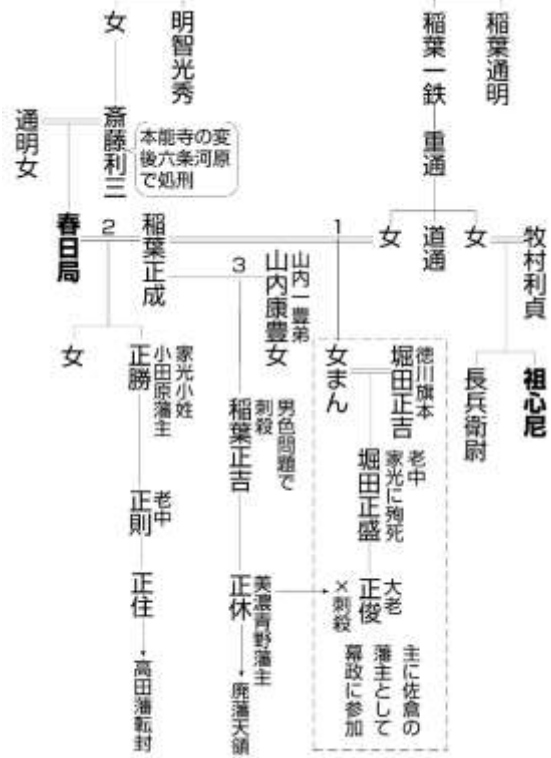 稲葉通明
稲葉一鉄
重通
明智光秀
女
斎藤利三
本能寺の変
後六条河原
で処刑
通明女
牧村利貞
女
道通
女
1
稲葉正成
2
春日局
祖心尼
長兵衛尉
山内一豊弟
山内康豊女
3
徳川旗本
堀田正吉
女まん
老中
家光に殉死
堀田正盛
大老
正俊
×刺殺
主に佐倉の
藩主として
幕政に参加
男色問題で
刺殺
稲葉正吉
美濃青野藩主
正休
廃藩天領
家光小姓
小田原藩主
正勝
女
老中
正則
正住
高田藩転封